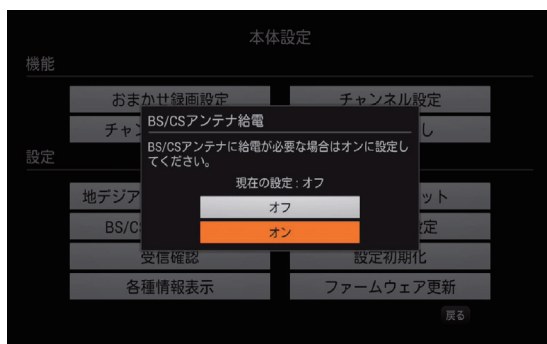 本体設定
機能
おまかせ録画設定
チャンネル設定
チャン
し
BS/CSアンテナ給電
BS/CSアンテナに給電が必要な場合はオンに設定し
てください。
現在の設定 : オフ
オフ
オン
設定
地デジア
ット
BS/C
定
受信確認
設定初期化
各種情報表示
ファームウェア更新
戻る